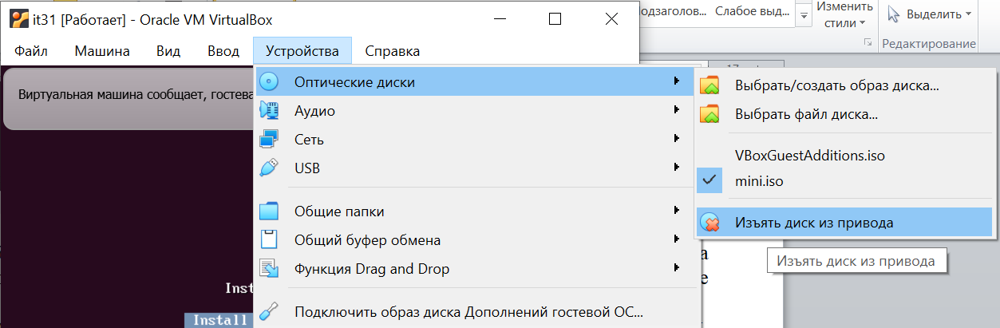 it31 [Работает] - Oracle VM VirtualBox
Файл Машина Вид Ввод Устройства Справка
Виртуальная машина сообщает,
Оптические диски
Аудио
Сеть
USB
Общие папки
Общий буфер обмена
Функция Drag and Drop
Подключить образ диска Дополнений гостевой ОС...
Выбрать/создать образ диска...
Выбрать файл диска...
VBoxGuestAdditions.iso
mini.iso
Изъять диск из привода
Изъять диск из привода
Слабое выд...
Изменить
стили
Выделить
Редактирование
Install